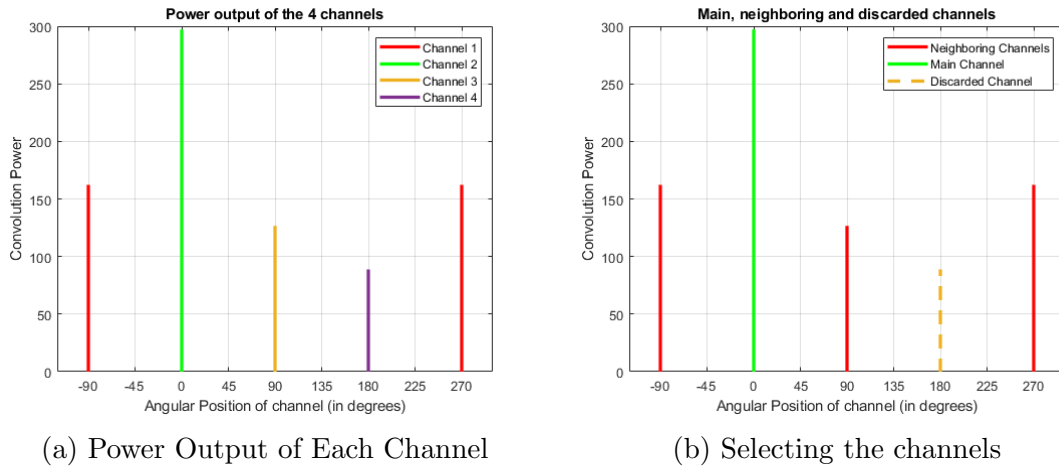 Power output of the 4 channels
300
250
200
150
100
50
0
Convolution Power
Channel 1
Channel 2
Channel 3
Channel 4
-90 -45 0 45 90 135 180 225 270
Angular Position of channel (in degrees)
(a) Power Output of Each Channel
Main, neighboring and discarded channels
300
250
200
150
100
50
0
Convolution Power
Neighboring Channels
Main Channel
Discarded Channel
-90 -45 0 45 90 135 180 225 270
Angular Position of channel (in degrees)
(b) Selecting the channels